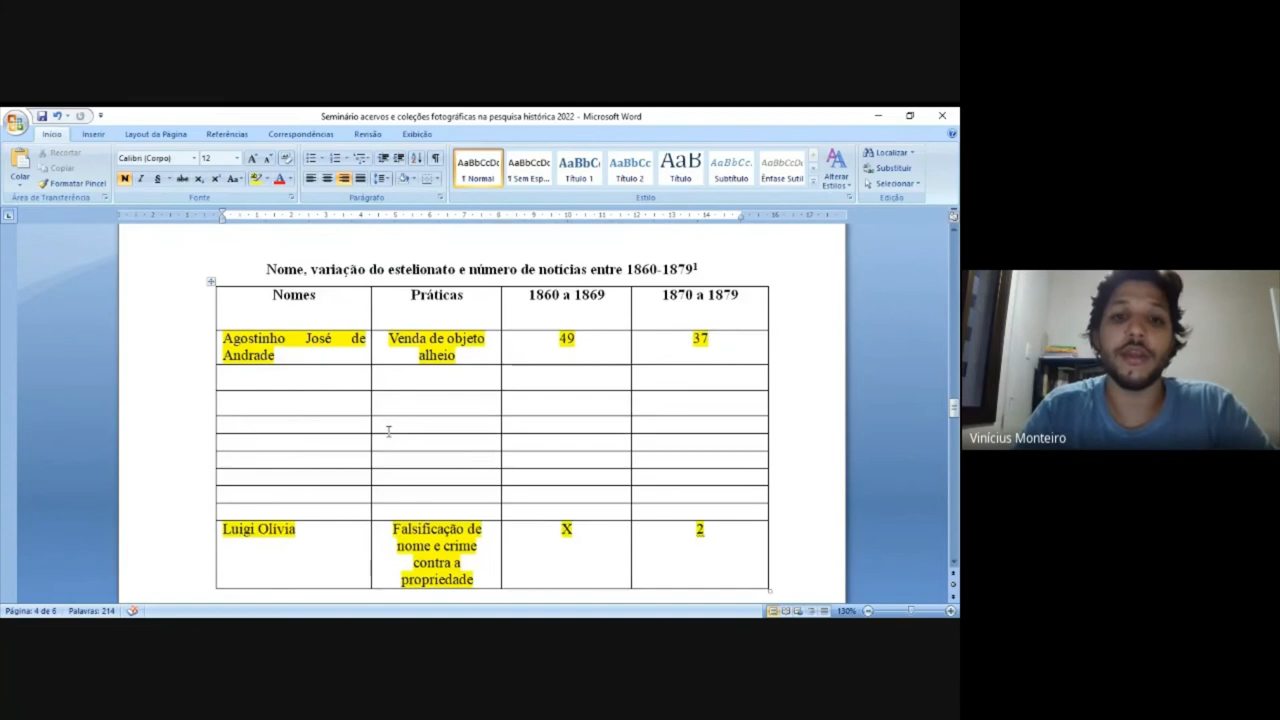 Seminário acervos e coleções fotográficas na pesquisa histórica 2022 - Microsoft Word
Início Inserir Layout da Página Referências Correspondências Revisão Exibição
Colar
Recortar
Copiar
Formatar Pincel
Calibri (Corpo) 12
AaBbCcDc AaBbCcDc AaBbC AaBbCc AaB AaBbCc. AaBbCcDc
¶ Normal ¶ Sem Esp... Título 1 Título 2 Título Subtítulo Ênfase Sutil
Alterar
Estilos
Localizar
Substituir
Selecionar
Área de Transferência Fonte Parágrafo Estilo Edição
Nome, variação do estelionato e número de notícias entre 1860-1879¹
Nomes Práticas 1860 a 1869 1870 a 1879
Agostinho José de Venda de objeto 49 37
Andrade alheio
Luigi Olivia Falsificação de X 2
nome e crime
contra a
propriedade
Página: 4 de 6 Palavras: 214 130%
Vinícius Monteiro